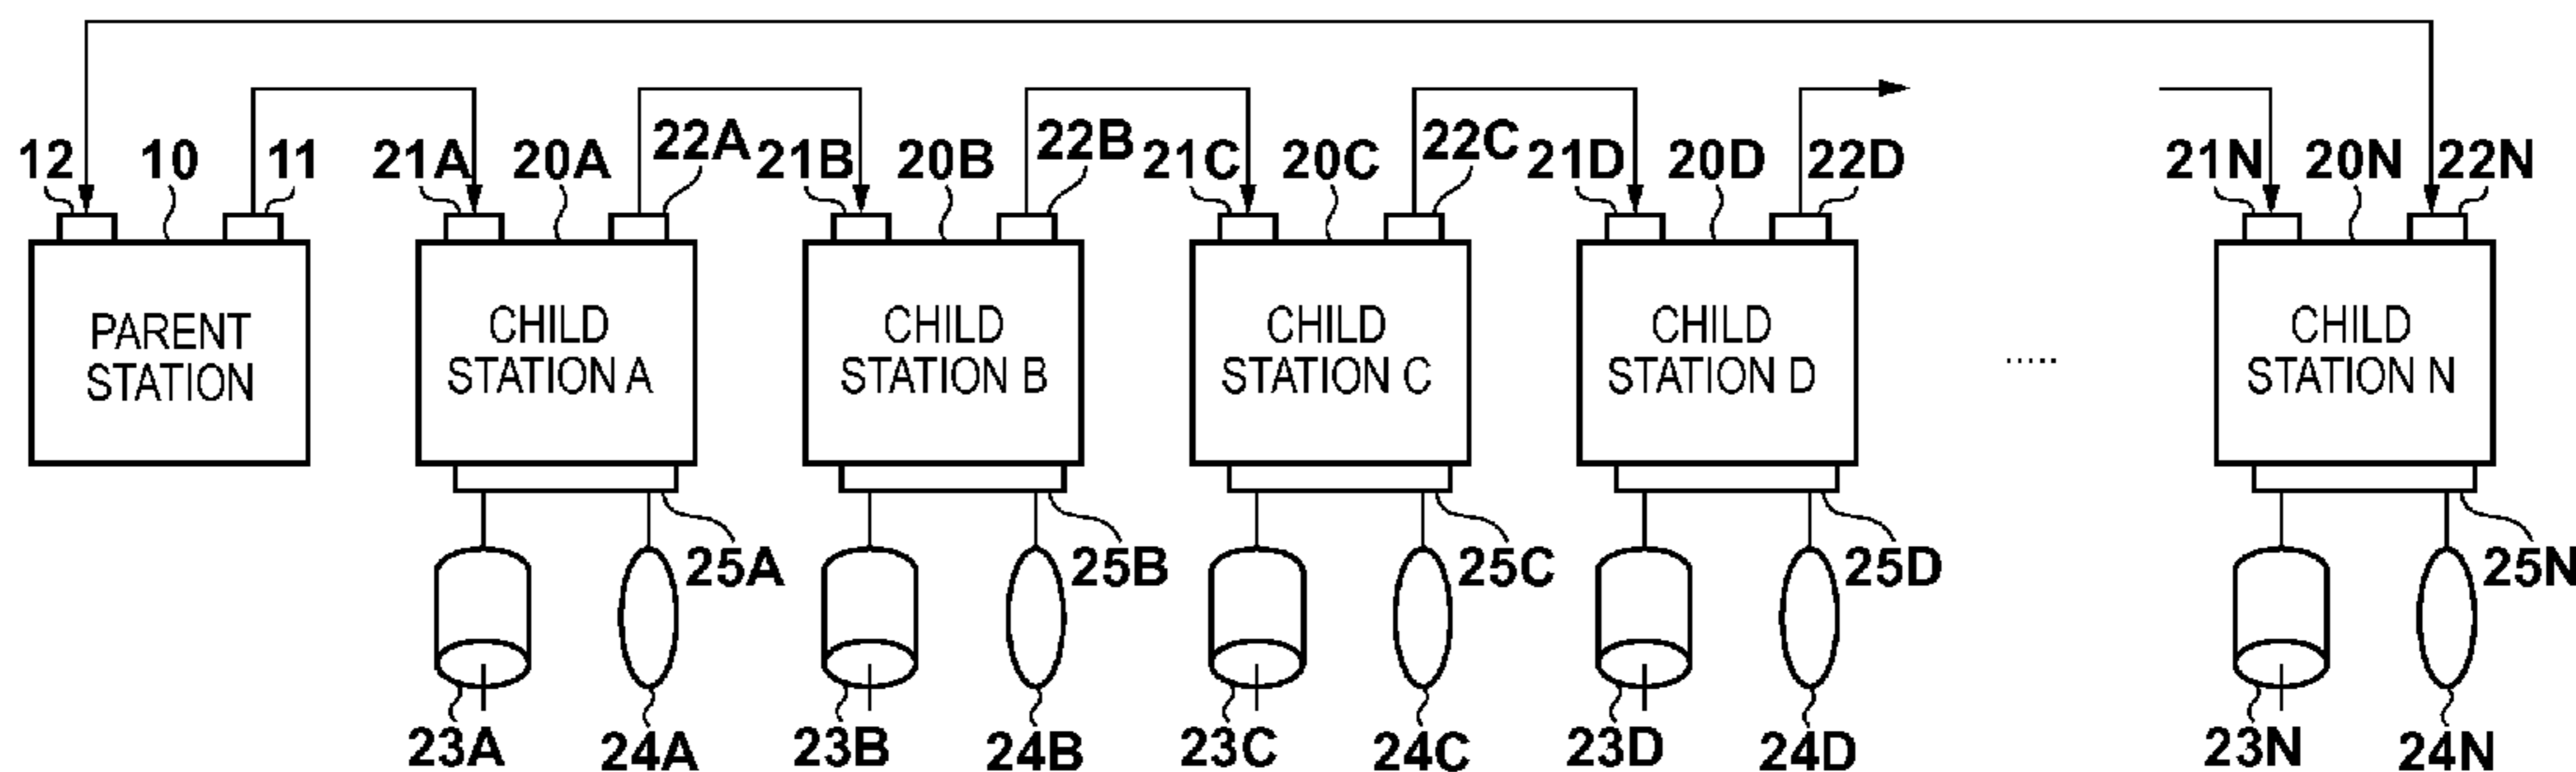 12 10 11 21A 20A 22A 21B 20B 22B 21C 20C 22C 21D 20D 22D 21N 20N 22N
PARENT
STATION
CHILD
STATION A
CHILD
STATION B
CHILD
STATION C
CHILD
STATION D
.....
CHILD
STATION N
25A 25B 25C 25D 25N
23A 24A 23B 24B 23C 24C 23D 24D 23N 24N